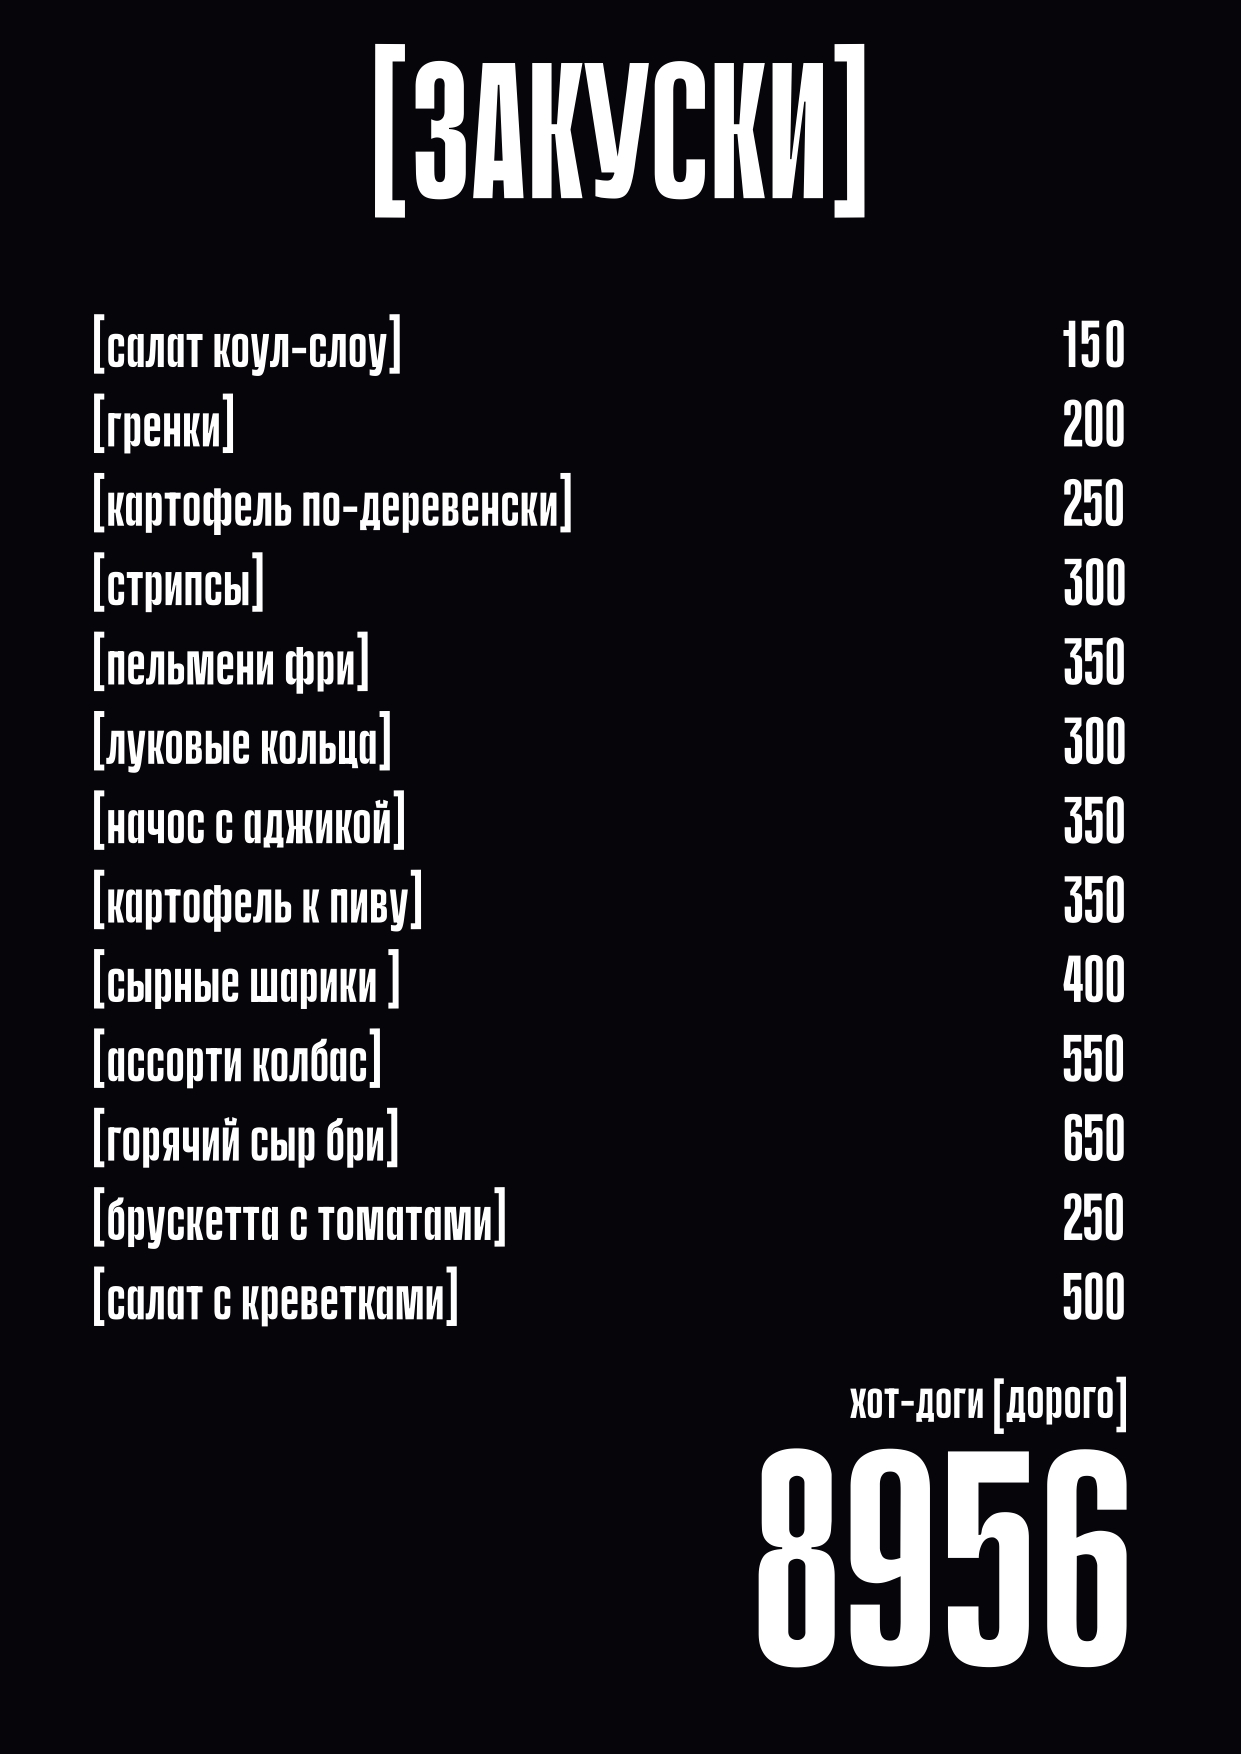 [ЗАКУСКИ]
[салат коул-слоу] 150
[гренки] 200
[картофель по-деревенски] 250
[стрипсы] 300
[пельмени фри] 350
[луковые кольца] 300
[начос с аджикой] 350
[картофель к пиву] 350
[сырные шарики ] 400
[ассорти колбас] 550
[горячий сыр бри] 650
[брускетта с томатами] 250
[салат с креветками] 500
хот-доги [дорого]
8956